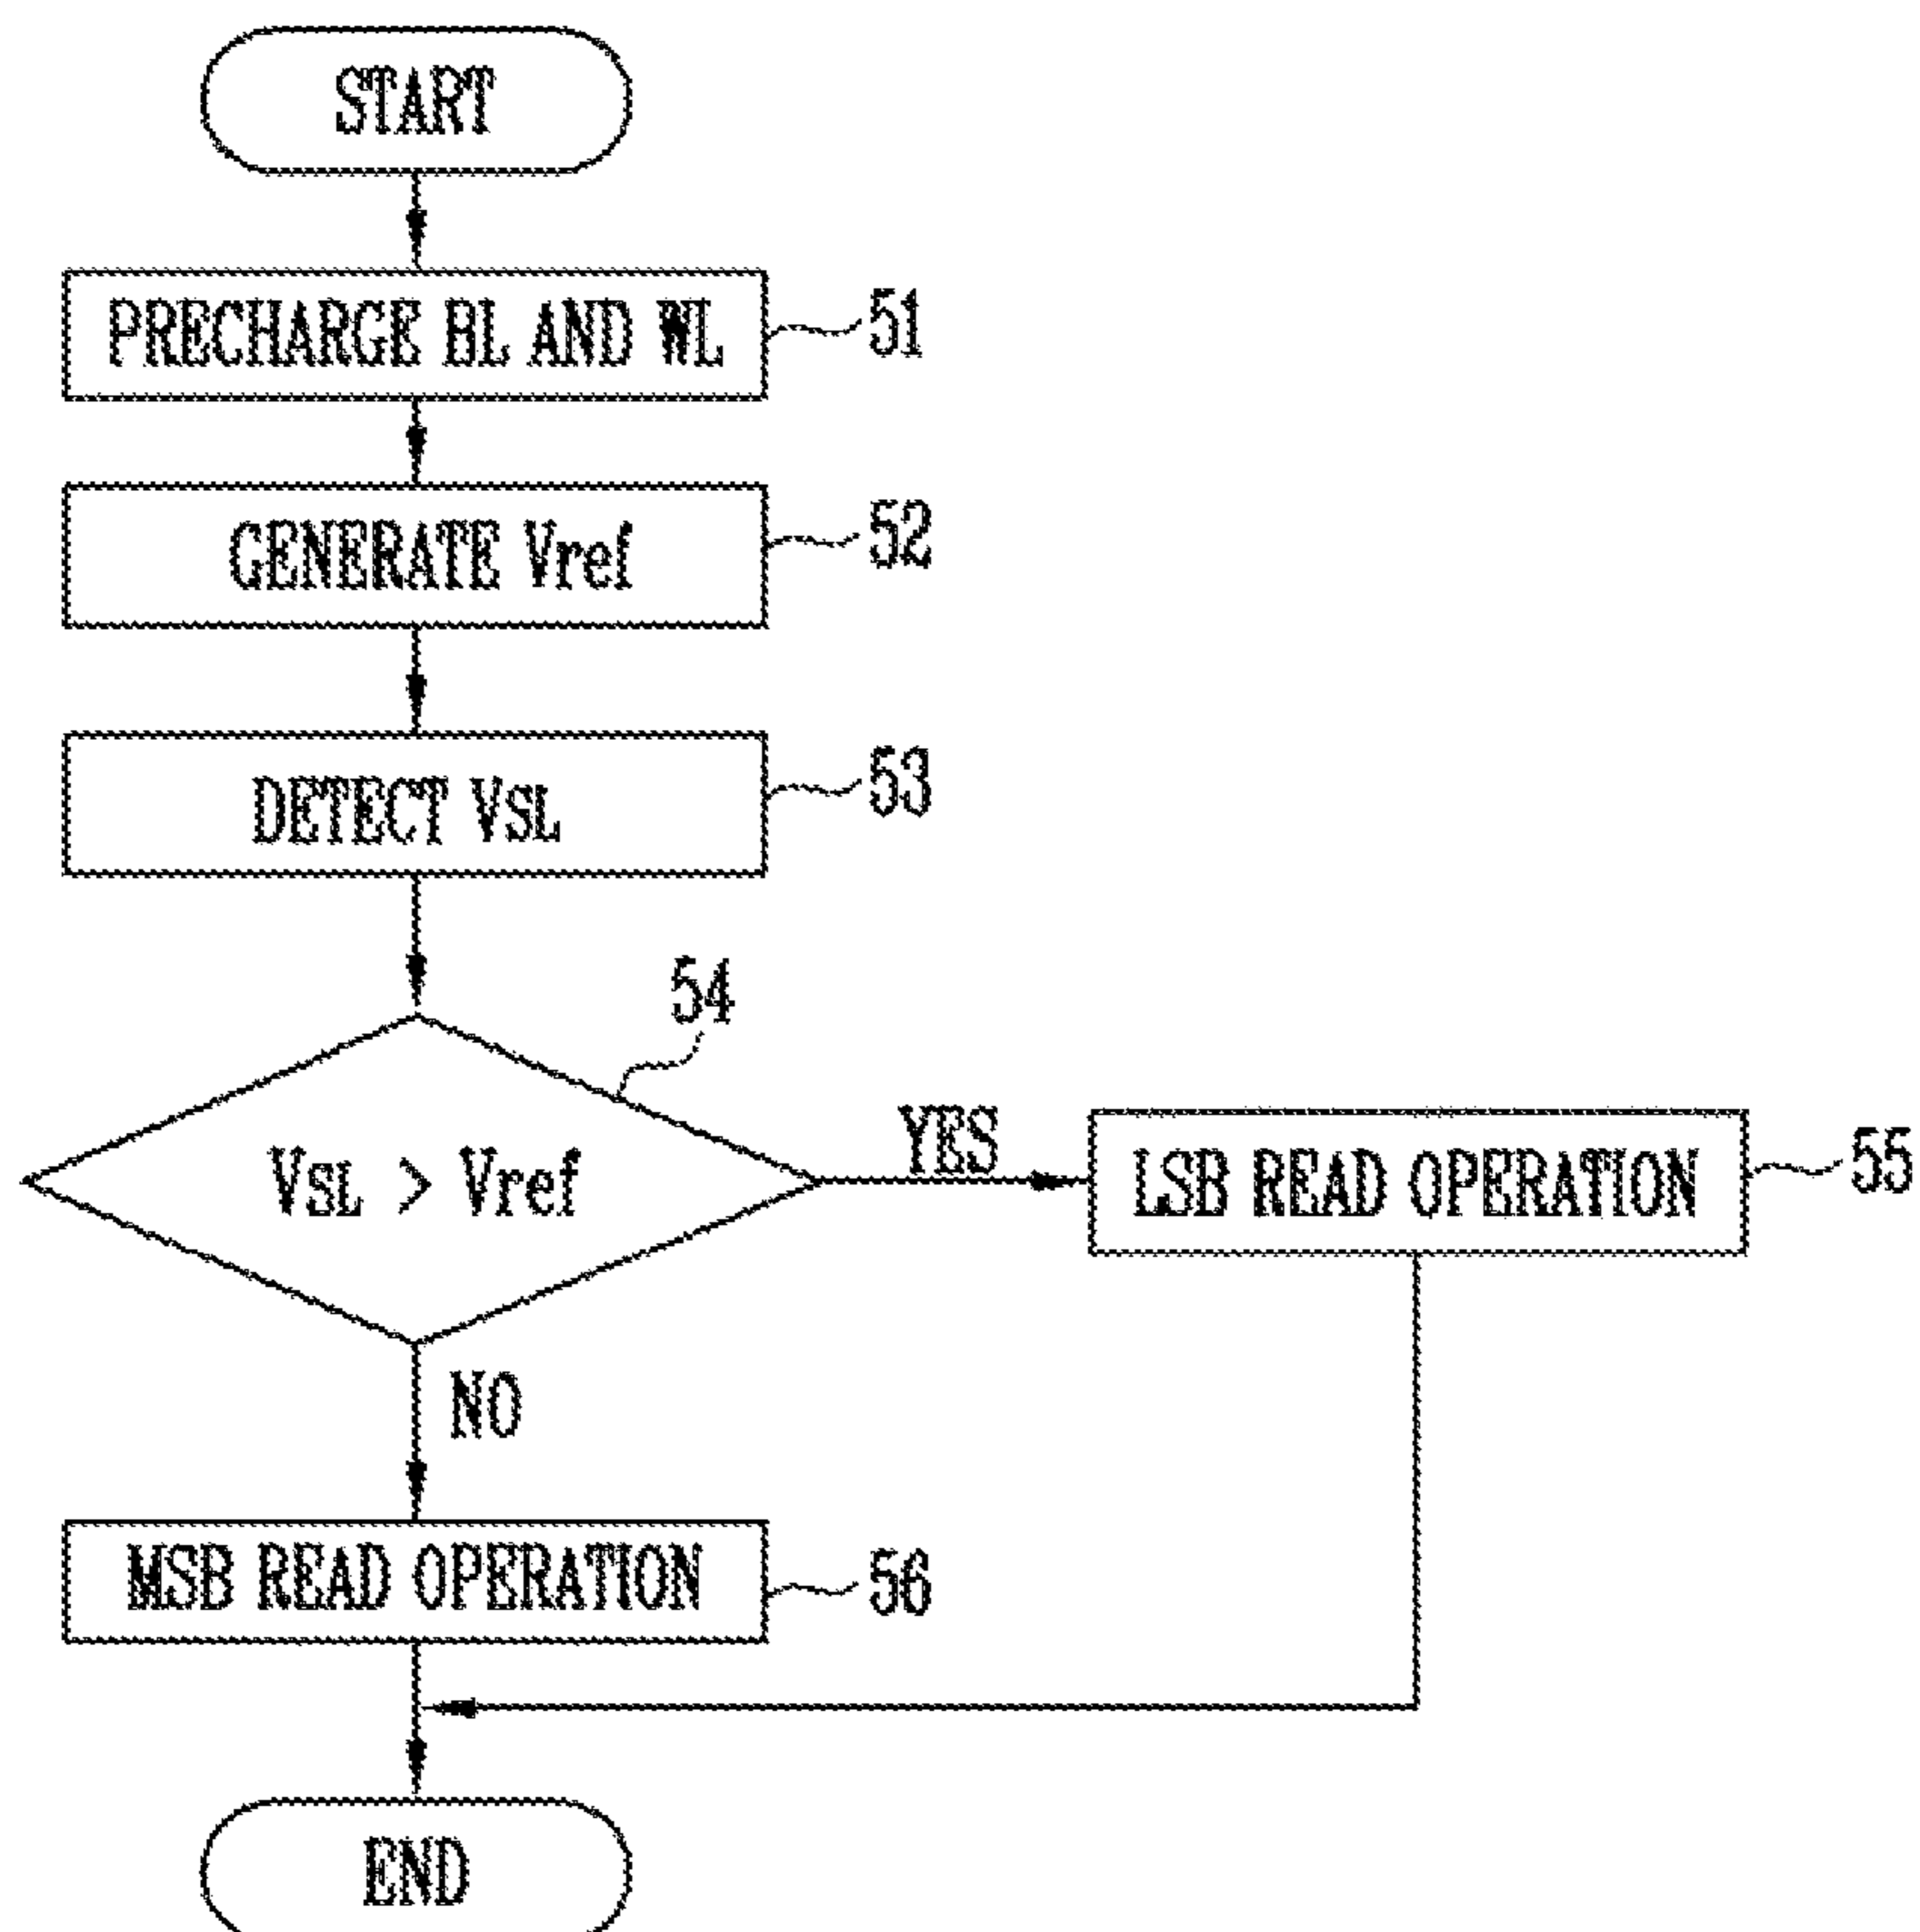 START
PRECHARGE BL AND WL
51
GENERATE Vref
52
DETECT VSL
53
54
VSL > Vref
YES
LSB READ OPERATION
55
NO
MSB READ OPERATION
56
END